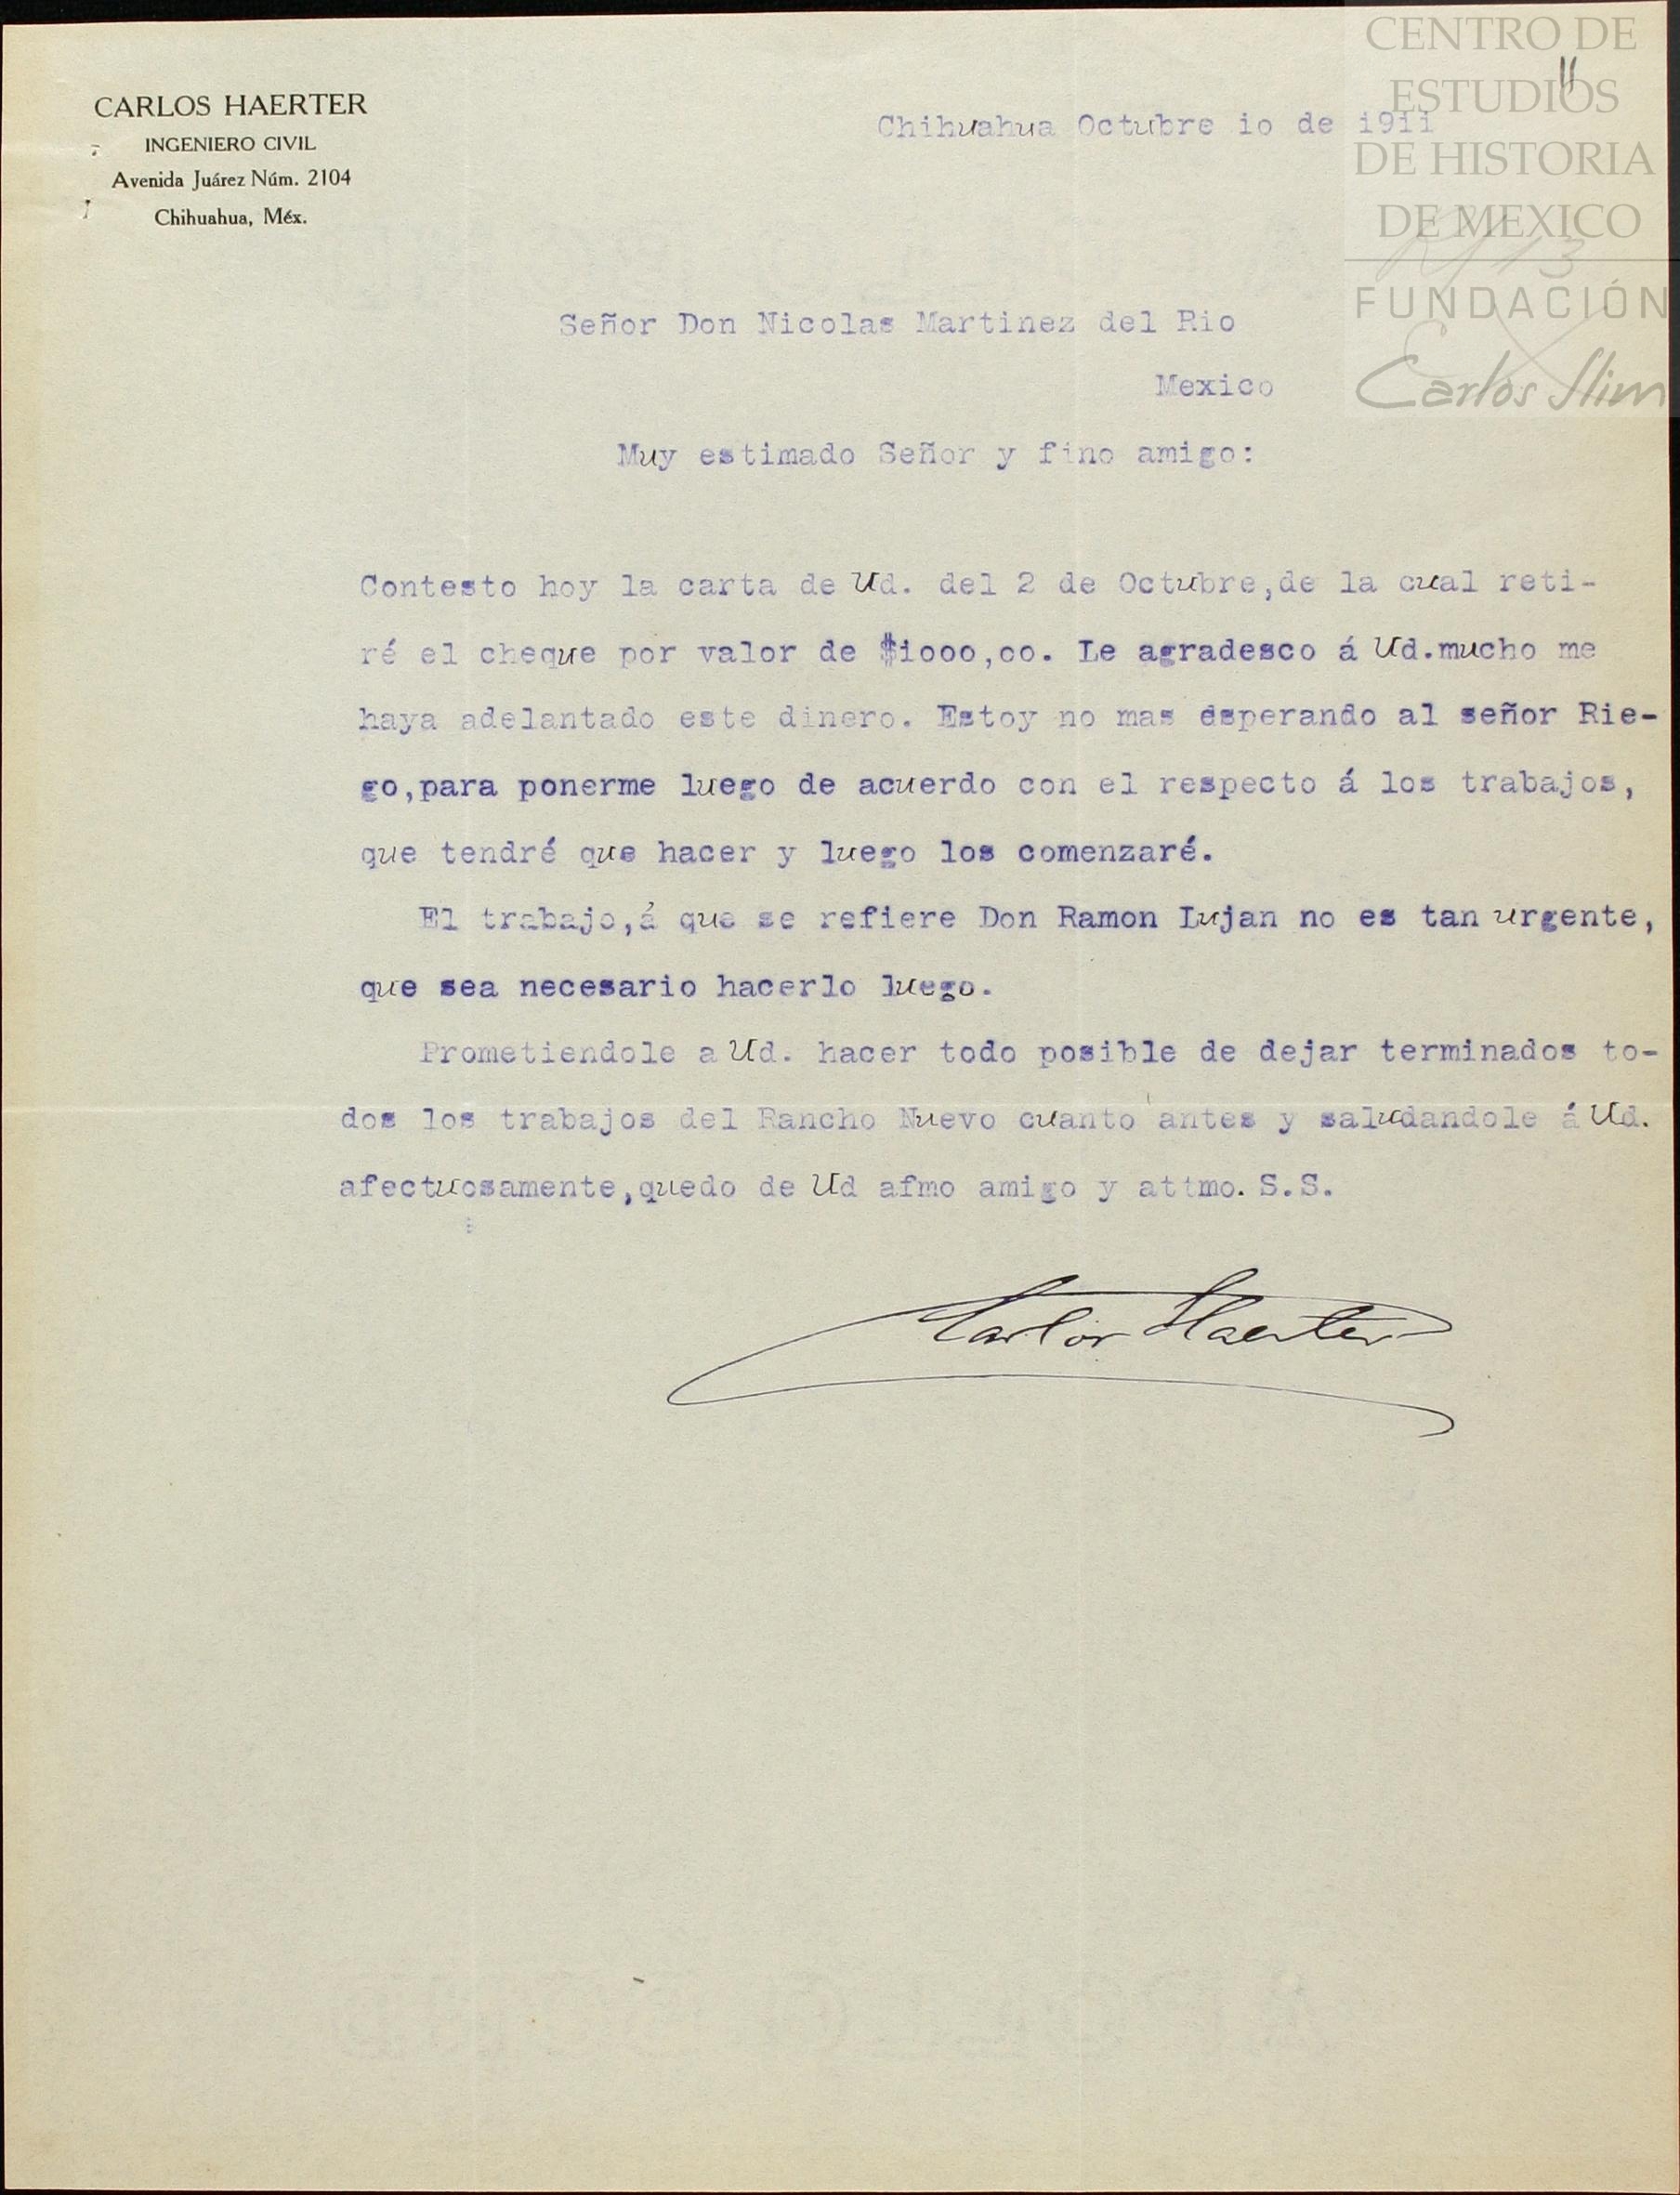 CENTRO DE
ESTUDIOS
DE HISTORIA
DE MEXICO
FUNDACIÓN
Carlos Slim
11
CARLOS HAERTER
INGENIERO CIVIL
Avenida Juárez Núm. 2104
Chihuahua, Méx.
Chihuahua Octubre io de i9ii
Señor Don Nicolas Martinez del Rio
Mexico
Muy estimado Señor y fino amigo:
Contesto hoy la carta de Ud. del 2 de Octubre,de la cual reti-
ré el cheque por valor de $iooo,oo. Le agradesco á Ud.mucho me
haya adelantado este dinero. Estoy no mas esperando al señor Rie-
go,para ponerme luego de acuerdo con el respecto á los trabajos,
que tendré que hacer y luego los comenzaré.
El trabajo,á que se refiere Don Ramon Lujan no es tan urgente,
que sea necesario hacerlo luego.
Prometiendole a Ud. hacer todo posible de dejar terminados to-
dos los trabajos del Rancho Nuevo cuanto antes y saludandole á Ud.
afectuosamente,quedo de Ud afmo amigo y attmo. S.S.
Carlos Haerter